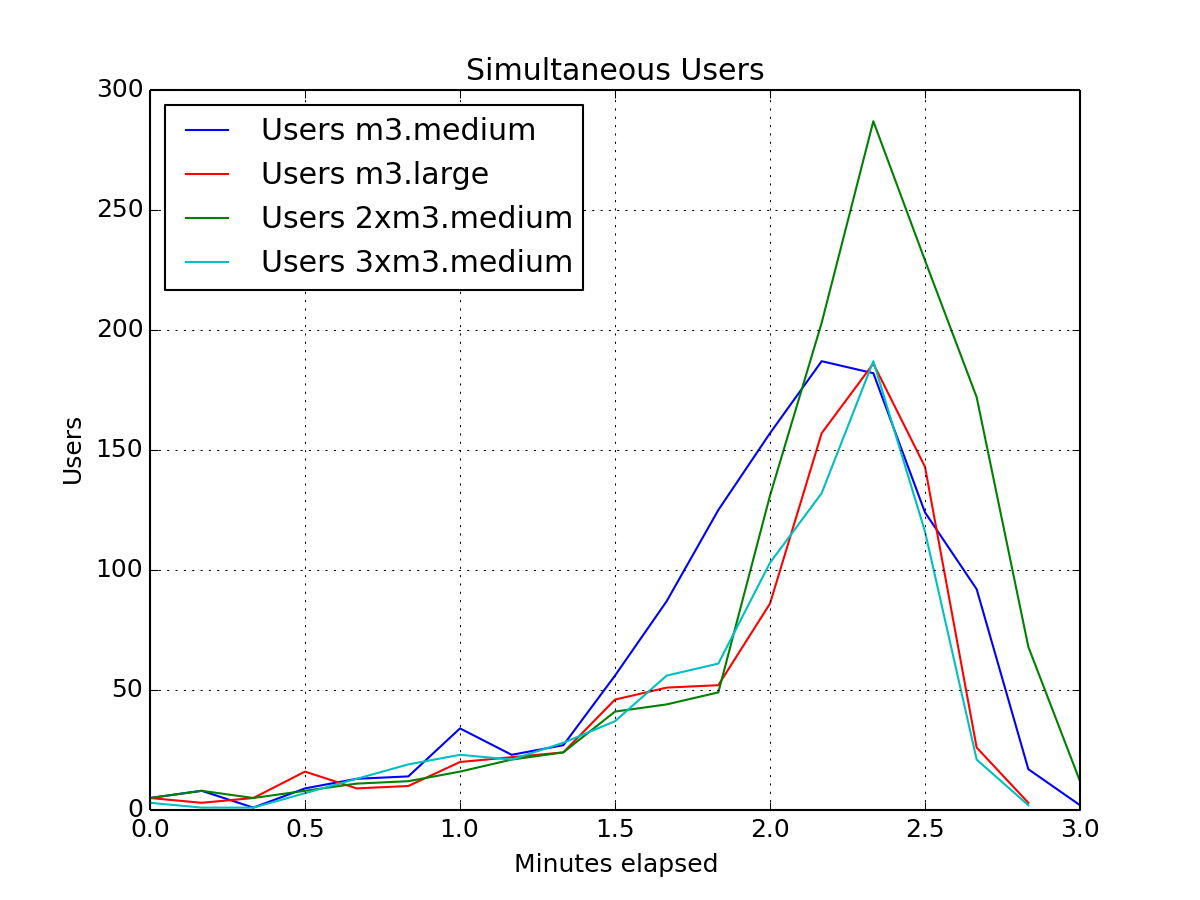 Simultaneous Users
300
250
200
150
100
50
0
Users
Users m3.medium
Users m3.large
Users 2xm3.medium
Users 3xm3.medium
0.0 0.5 1.0 1.5 2.0 2.5 3.0
Minutes elapsed